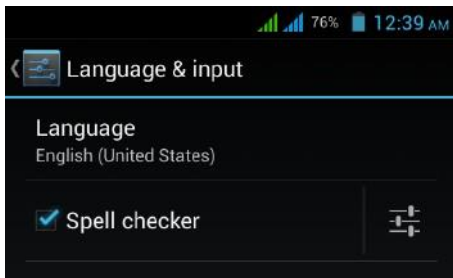 76% 12:39 AM
Language & input
Language
English (United States)
Spell checker